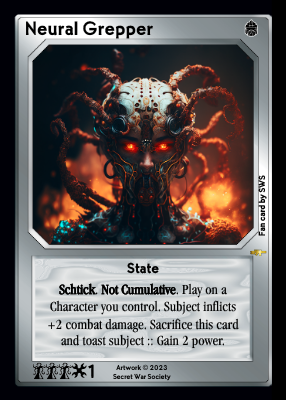 Neural Grepper
Fan card by SWS
State
Schtick. Not Cumulative. Play on a
Character you control. Subject inflicts
+2 combat damage. Sacrifice this card
and toast subject :: Gain 2 power.
1
Artwork © 2023
Secret War Society